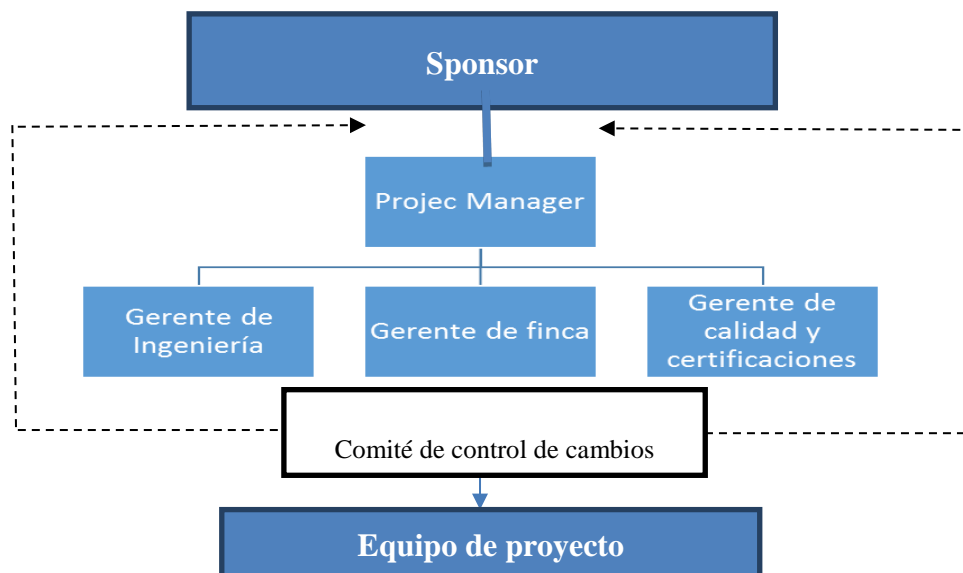 Sponsor
Projec Manager
Gerente de
Ingeniería
Gerente de finca
Gerente de
calidad y
certificaciones
Comité de control de cambios
Equipo de proyecto